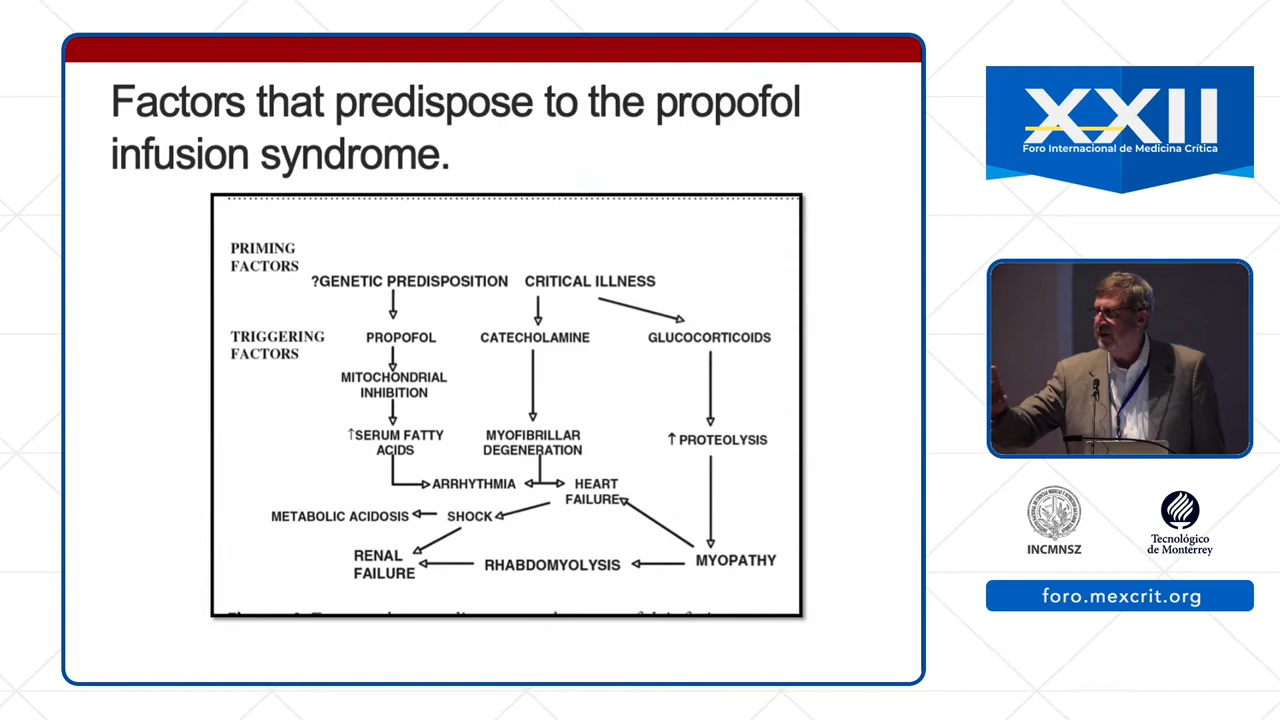 Factors that predispose to the propofol
infusion syndrome.
PRIMING
FACTORS
?GENETIC PREDISPOSITION
CRITICAL ILLNESS
TRIGGERING
FACTORS
PROPOFOL
CATECHOLAMINE
GLUCOCORTICOIDS
MITOCHONDRIAL
INHIBITION
↑SERUM FATTY
ACIDS
MYOFIBRILLAR
DEGENERATION
↑ PROTEOLYSIS
ARRHYTHMIA
HEART
FAILURE
METABOLIC ACIDOSIS
SHOCK
RENAL
FAILURE
RHABDOMYOLYSIS
MYOPATHY
XXII
Foro Internacional de Medicina Crítica
INCMNSZ
Tecnológico
de Monterrey
foro.mexcrit.org